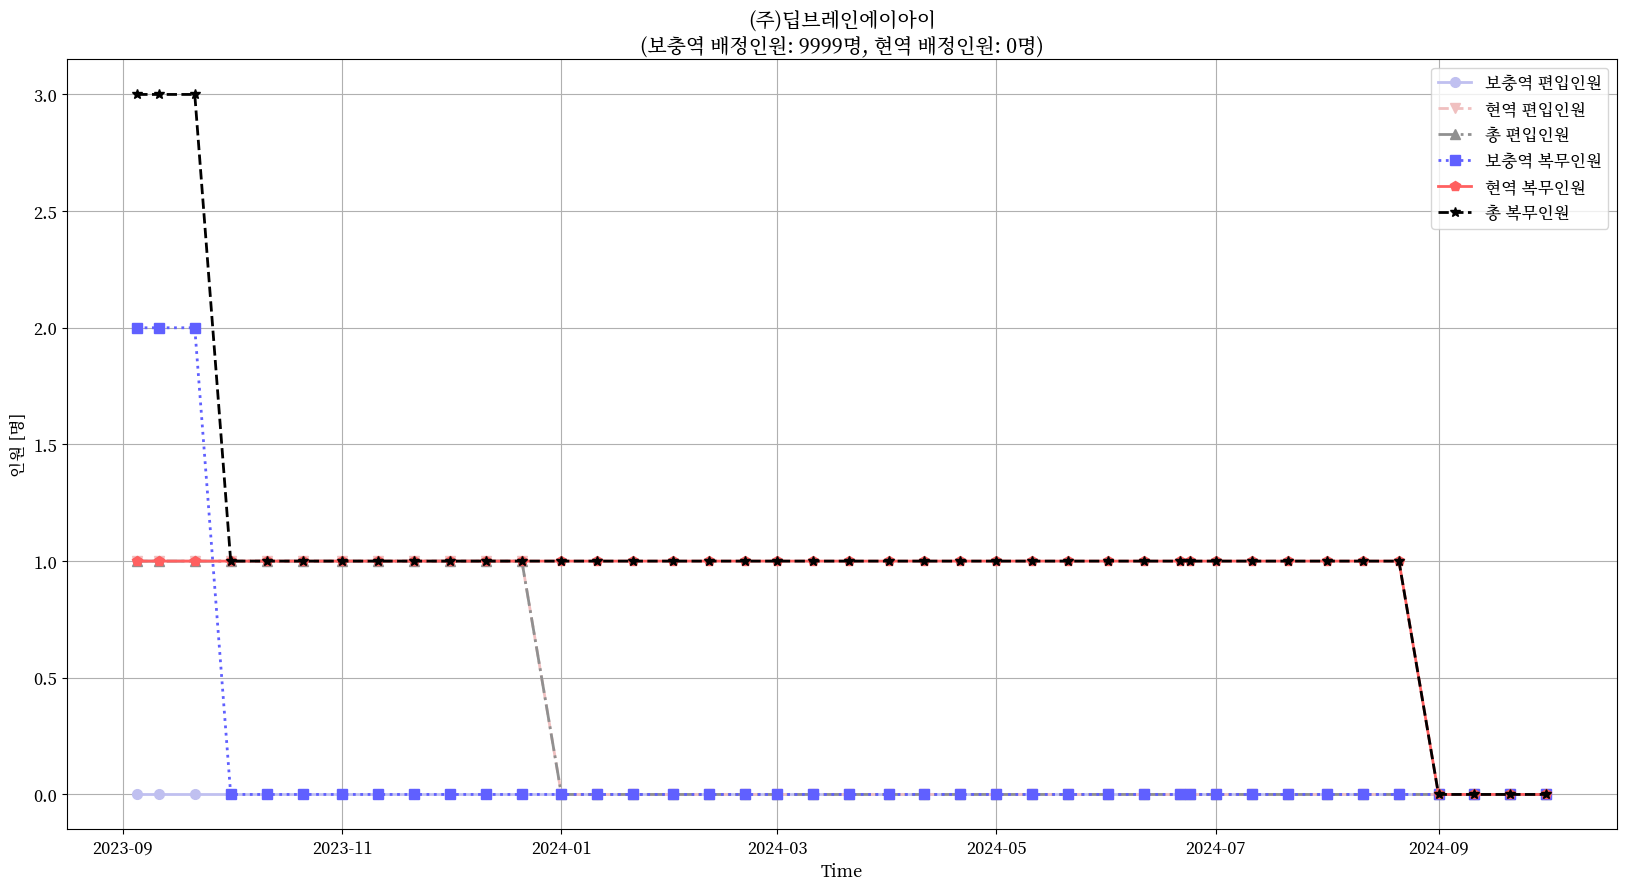 (주)딥브레인에이아이
(보충역 배정인원: 9999명, 현역 배정인원: 0명)
보충역 편입인원
현역 편입인원
총 편입인원
보충역 복무인원
현역 복무인원
총 복무인원
인원 [명]
3.0
2.5
2.0
1.5
1.0
0.5
0.0
2023-09
2023-11
2024-01
2024-03
2024-05
2024-07
2024-09
Time